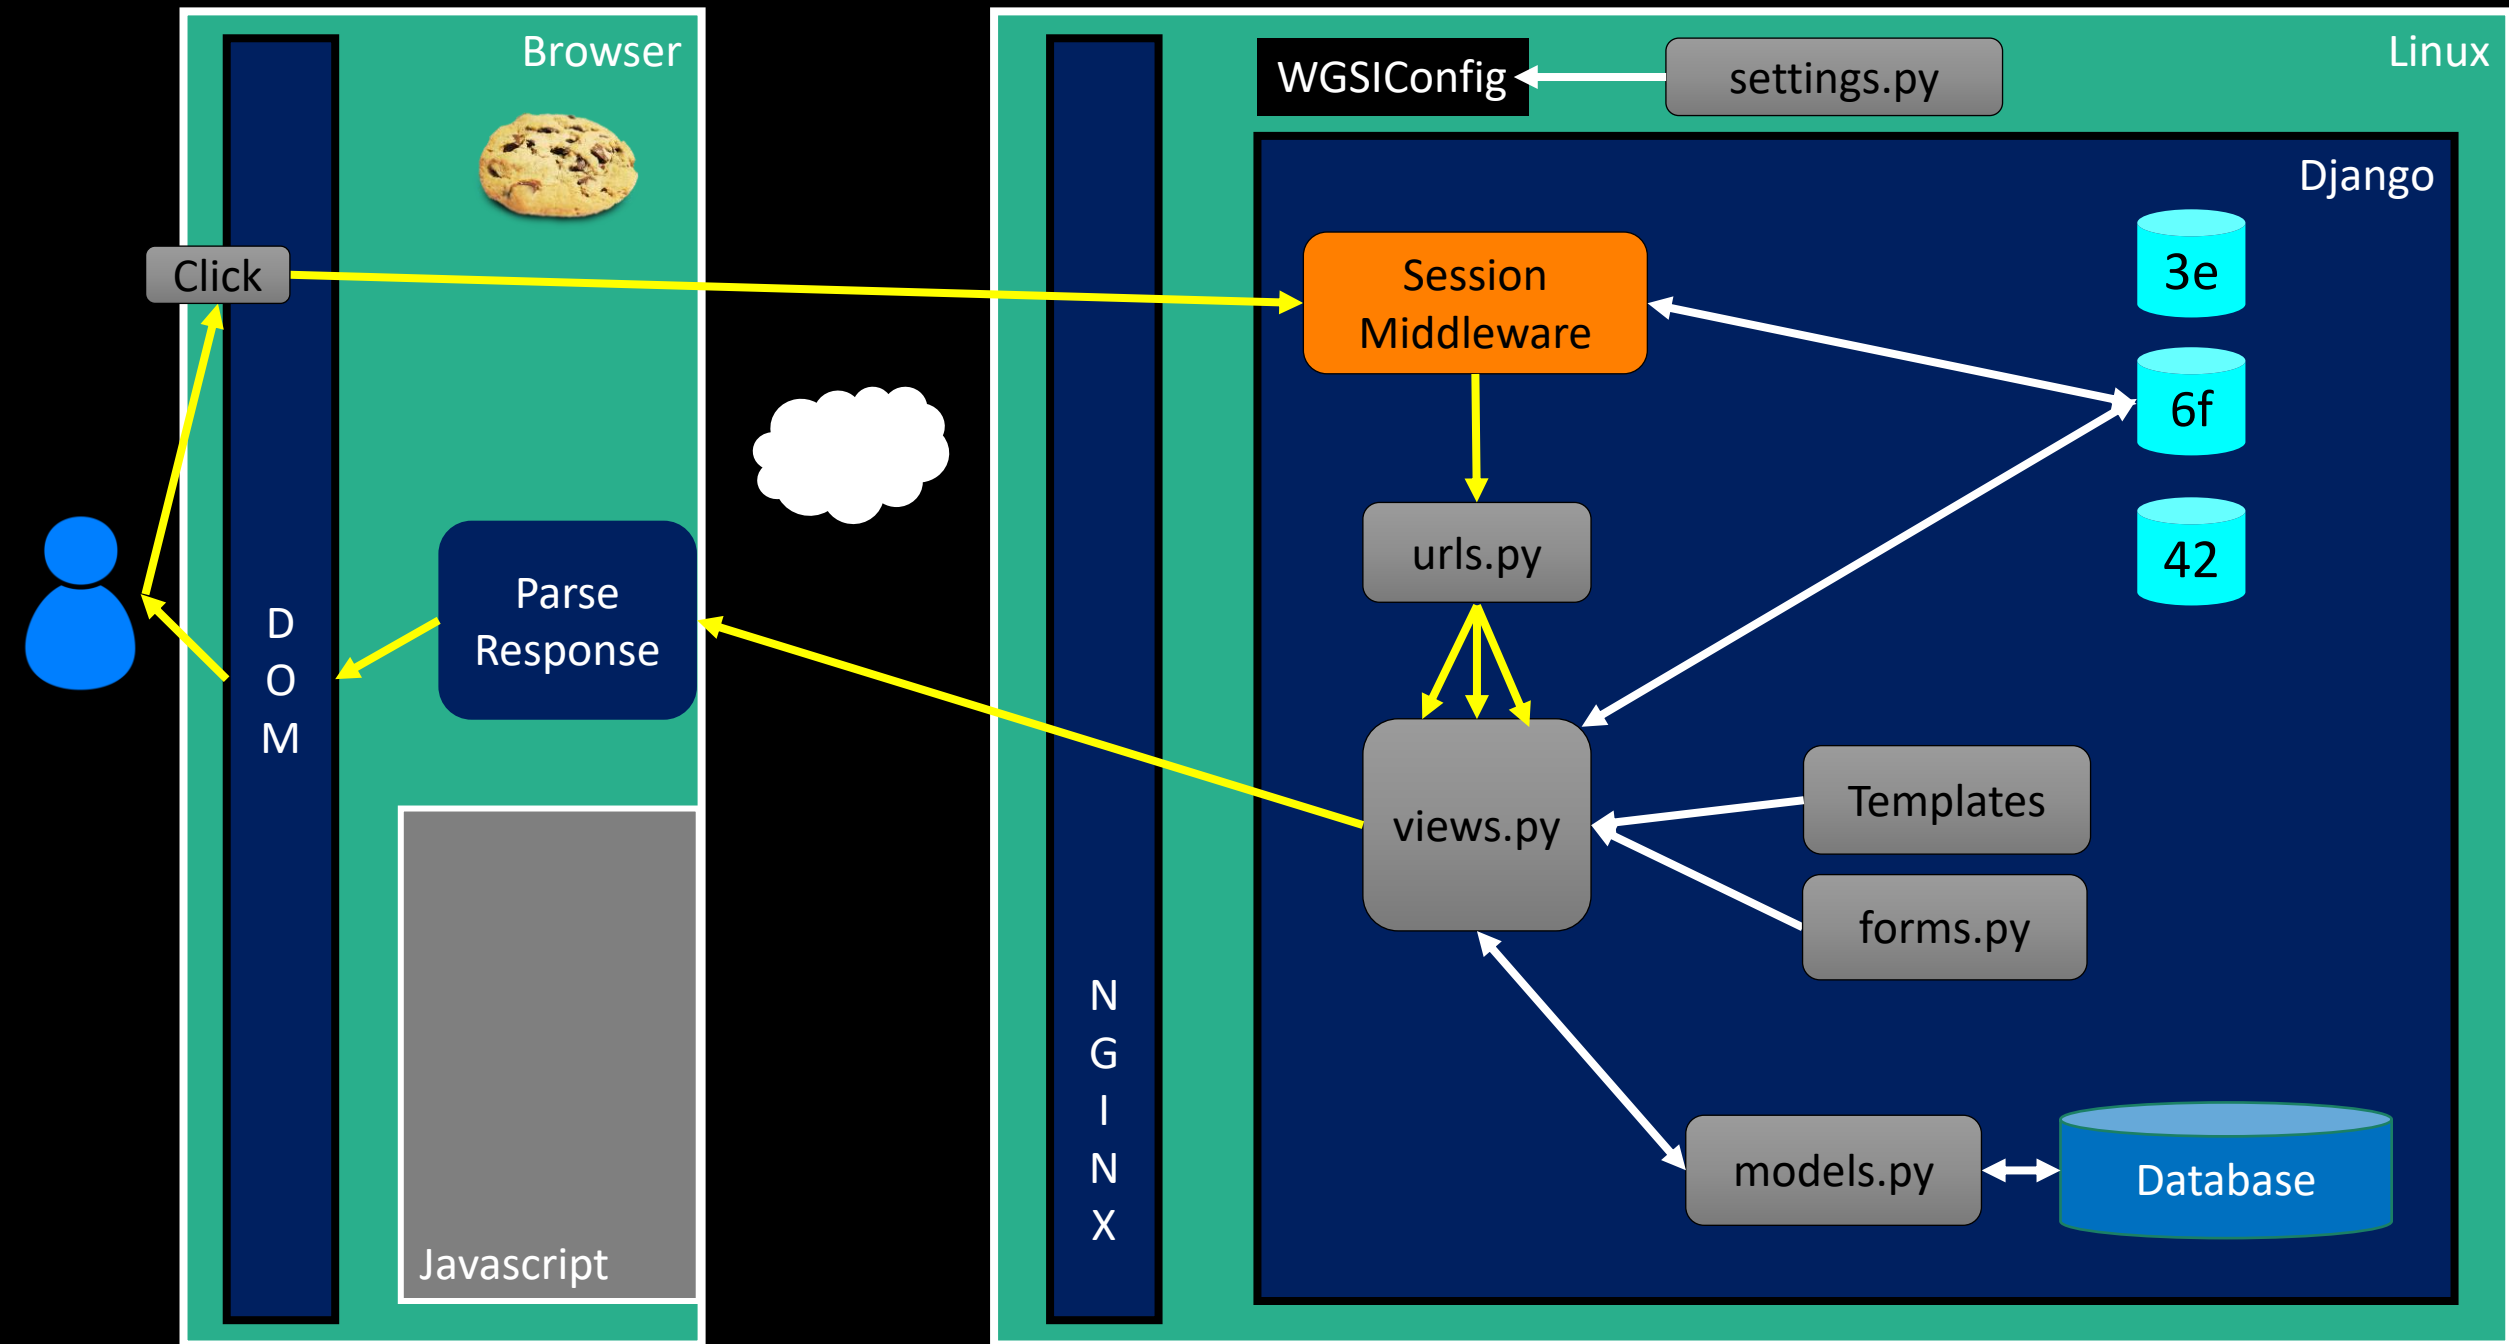 Browser
Click
D
O
M
Parse
Response
Javascript
N
G
I
N
X
Linux
WGSIConfig
settings.py
Django
Session
Middleware
3e
6f
42
urls.py
views.py
Templates
forms.py
models.py
Database